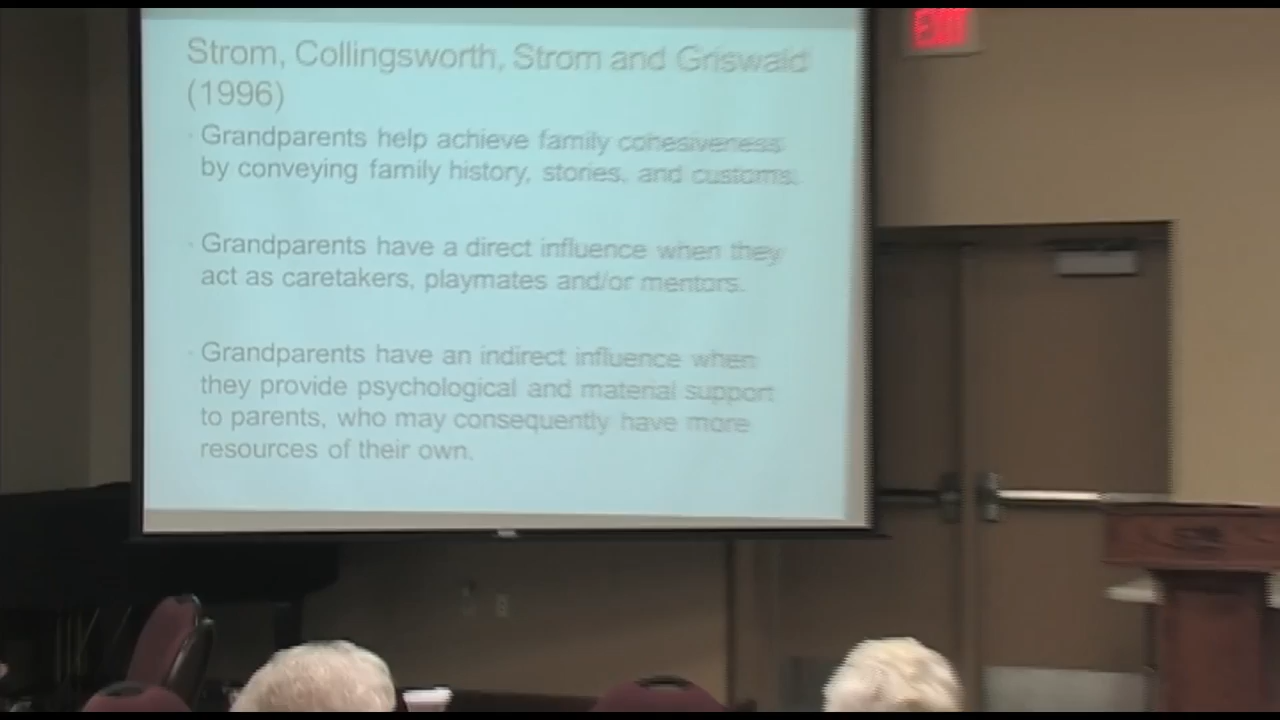 Strom, Collingsworth, Strom and Griswald
(1996)
Grandparents help achieve family cohesiveness
by conveying family history, stories, and customs.
Grandparents have a direct influence when they
act as caretakers, playmates and/or mentors.
Grandparents have an indirect influence when
they provide psychological and material support
to parents, who may consequently have more
resources of their own.
EXIT